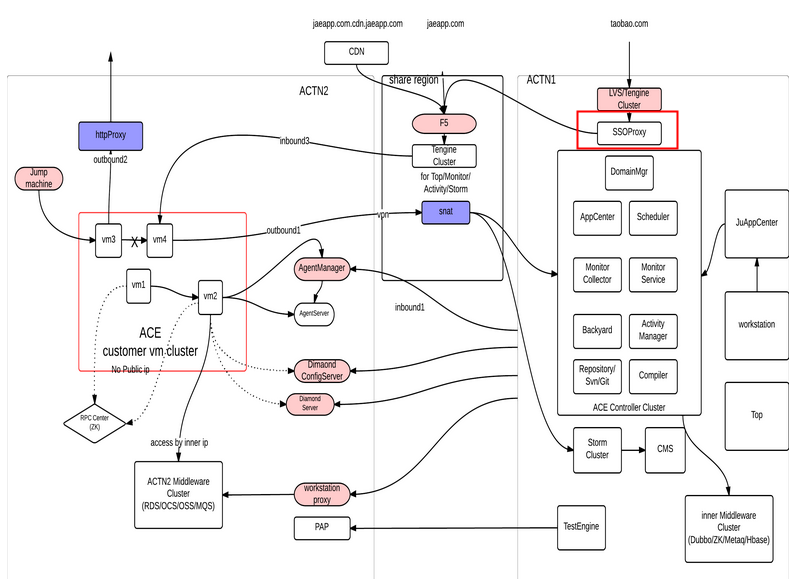 jaeapp.com.cdn.jaeapp.com
jaeapp.com
taobao.com
CDN
share region
ACTN2
ACTN1
LVS/Tengine
Cluster
F5
SSOProxy
httpProxy
outbound2
inbound3
Tengine
Cluster
for Top/Monitor/
Activity/Storm
DomainMgr
Jump
machine
vpn
snat
AppCenter
Scheduler
JuAppCenter
vm3
X
vm4
outbound1
AgentManager
Monitor
Collector
Monitor
Service
vm1
vm2
AgentServer
inbound1
ACE
customer vm cluster
No Public ip
Backyard
Activity
Manager
workstation
Dimaond
ConfigServer
Repository/
Svn/Git
Compiler
Diamond
Server
ACE Controller Cluster
Top
RPC Center
(ZK)
access by inner ip
Storm
Cluster
CMS
ACTN2 Middleware
Cluster
(RDS/OCS/OSS/MQS)
workstation
proxy
PAP
TestEngine
inner Middleware
Cluster
(Dubbo/ZK/Metaq/Hbase)